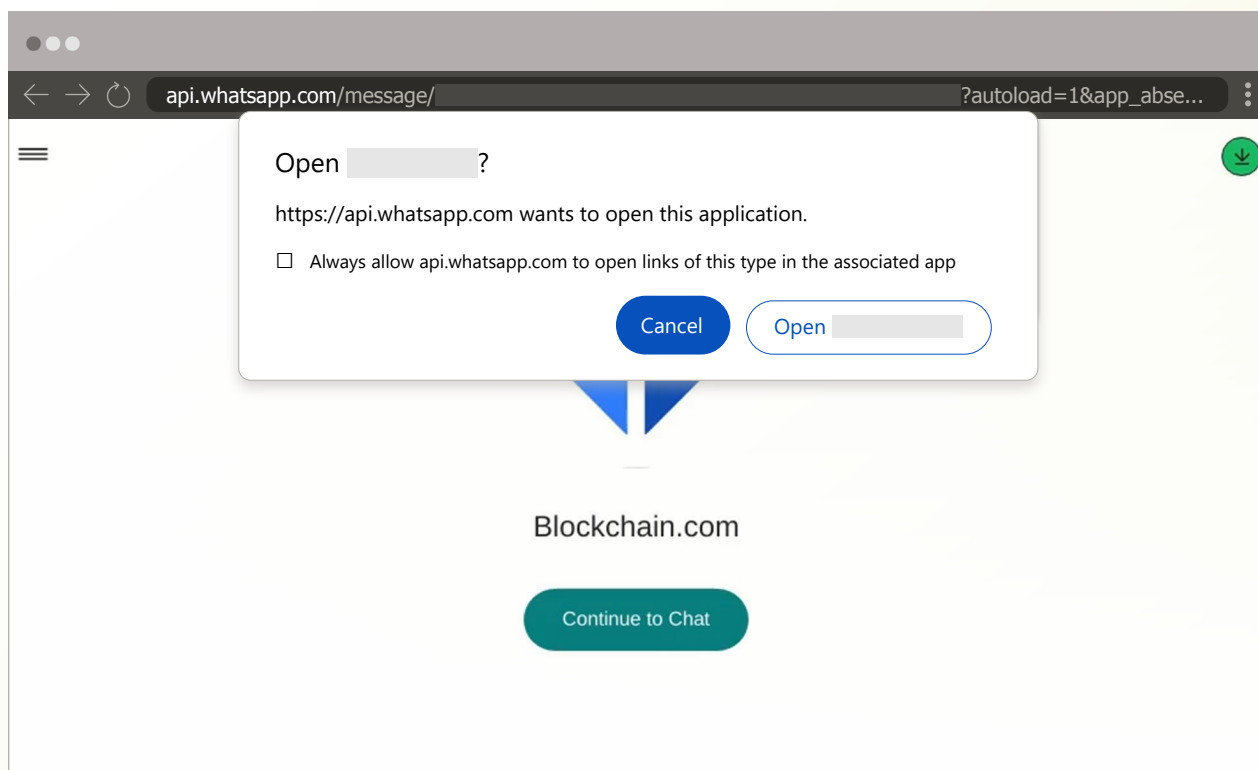 api.whatsapp.com/message/ ?autoload=1&app_abse...
Open ?
https://api.whatsapp.com wants to open this application.
Always allow api.whatsapp.com to open links of this type in the associated app
Cancel
Open
Blockchain.com
Continue to Chat